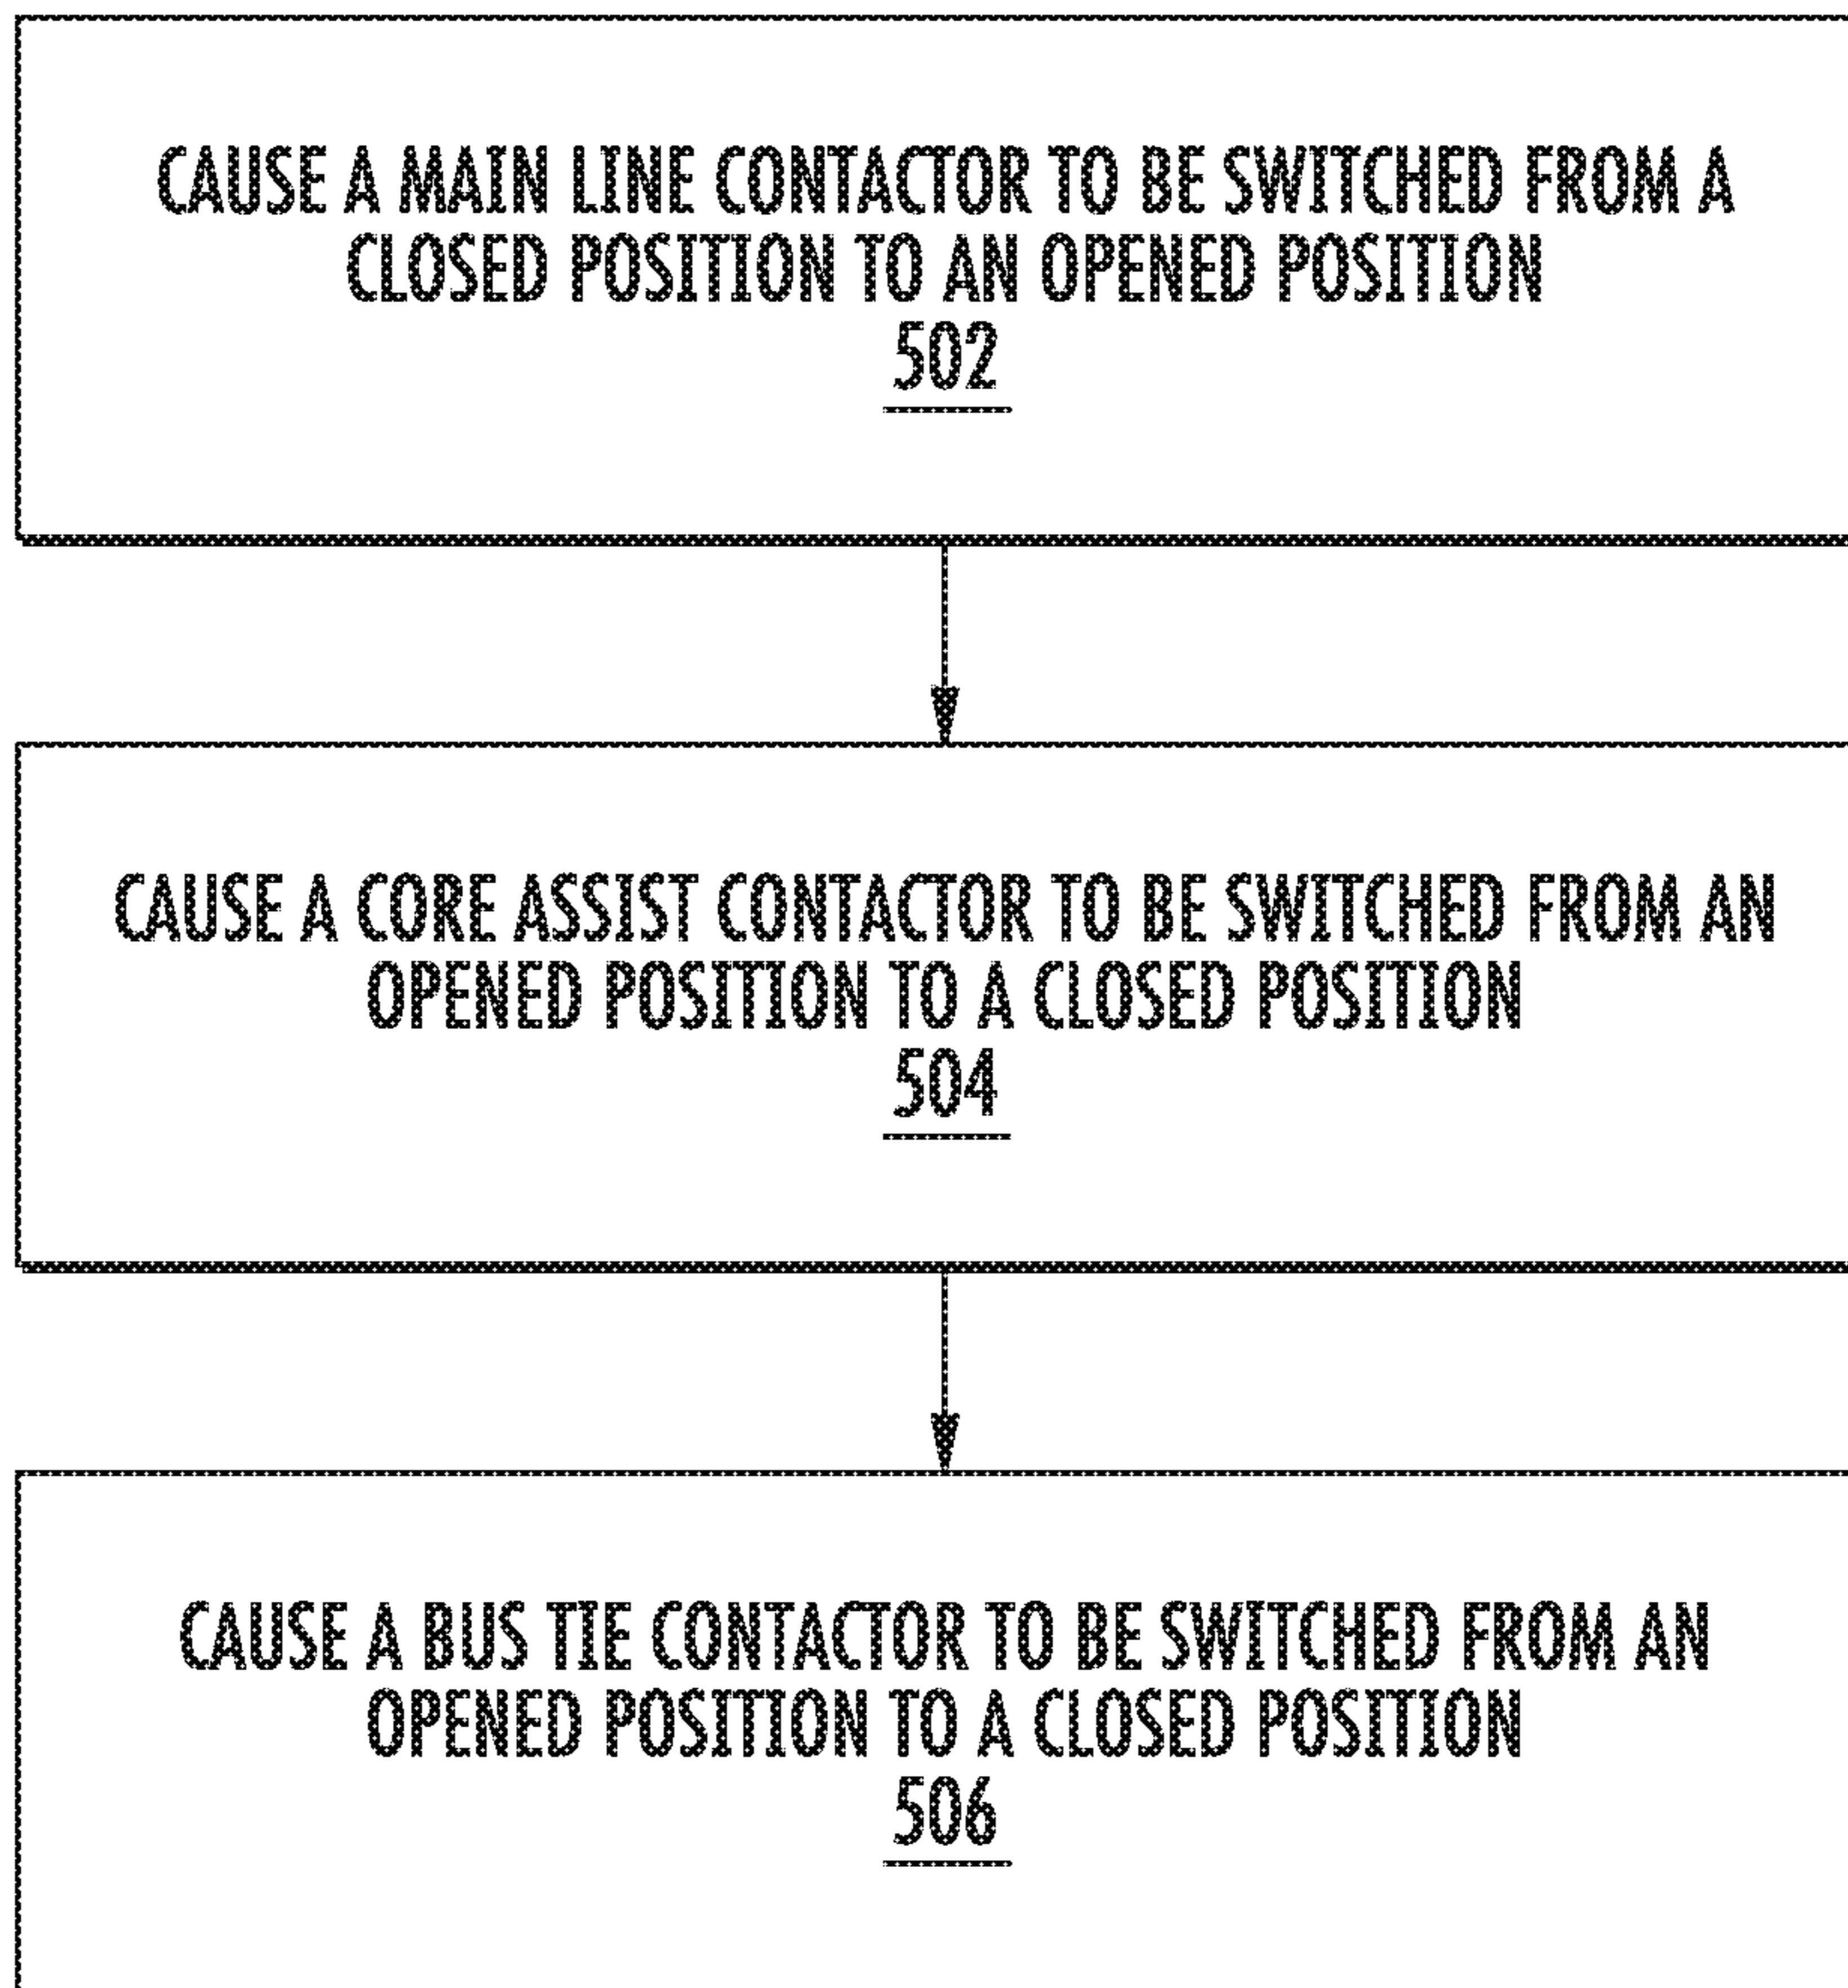 CAUSE A MAIN LINE CONTACTOR TO BE SWITCHED FROM A
CLOSED POSITION TO AN OPENED POSITION
502
CAUSE A CORE ASSIST CONTACTOR TO BE SWITCHED FROM AN
OPENED POSITION TO A CLOSED POSITION
504
CAUSE A BUS TIE CONTACTOR TO BE SWITCHED FROM AN
OPENED POSITION TO A CLOSED POSITION
506